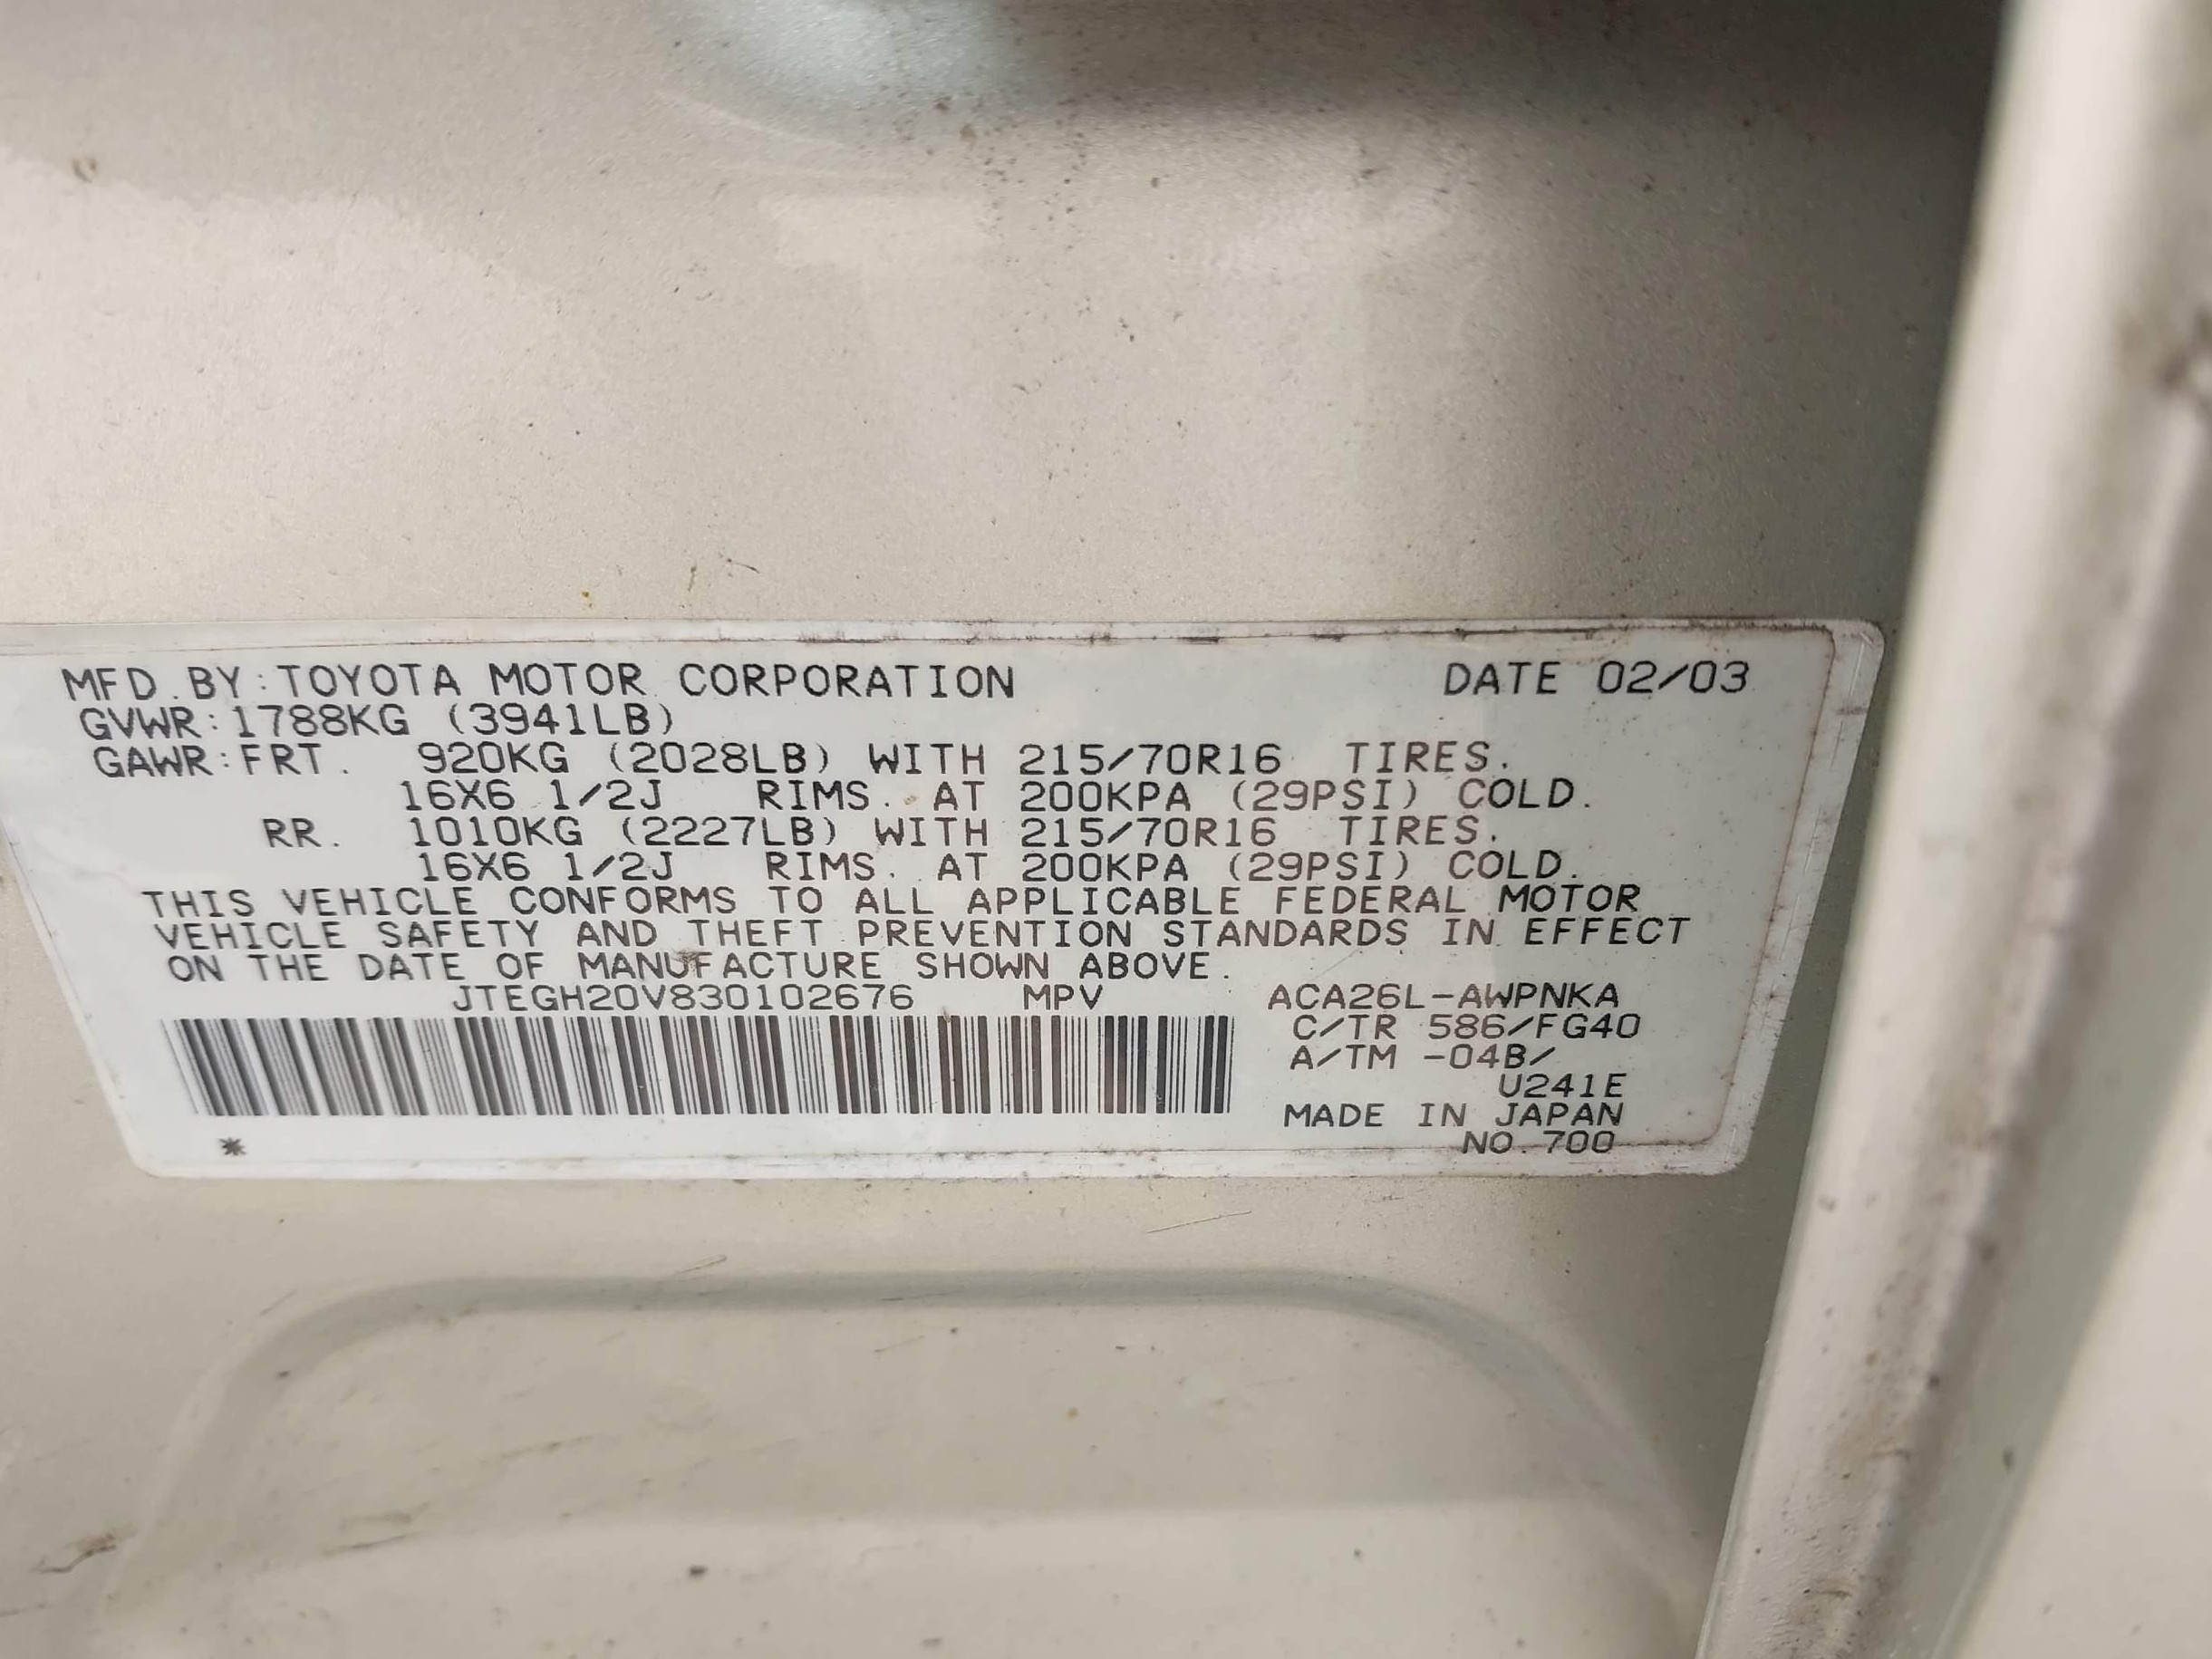 MFD.BY:TOYOTA MOTOR CORPORATION DATE 02/03
GVWR:1788KG (3941LB)
GAWR:FRT. 920KG (2028LB) WITH 215/70R16 TIRES.
16X6 1/2J RIMS. AT 200KPA (29PSI) COLD.
RR. 1010KG (2227LB) WITH 215/70R16 TIRES.
16X6 1/2J RIMS. AT 200KPA (29PSI) COLD.
THIS VEHICLE CONFORMS TO ALL APPLICABLE FEDERAL MOTOR
VEHICLE SAFETY AND THEFT PREVENTION STANDARDS IN EFFECT
ON THE DATE OF MANUFACTURE SHOWN ABOVE.
JTEGH20V830102676 MPV ACA26L-AWPNKA
C/TR 586/FG40
A/TM -04B/
U241E
MADE IN JAPAN
* NO.700